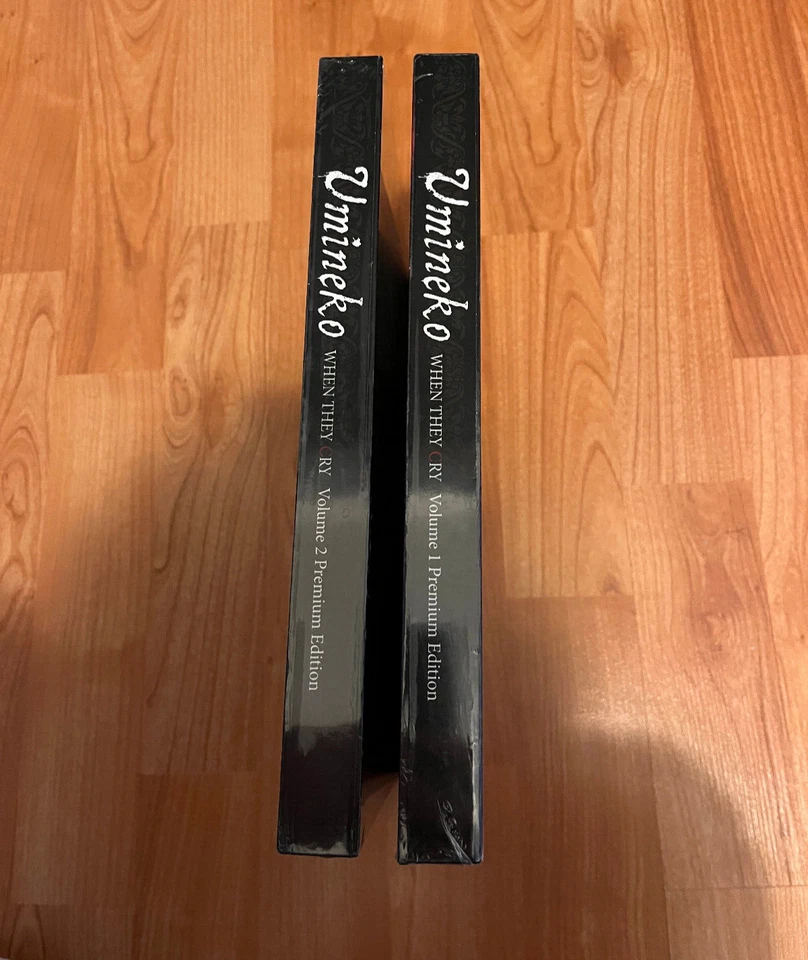 Umineko WHEN THEY CRY Volume 2 Premium Edition
Umineko WHEN THEY CRY Volume 1 Premium Edition